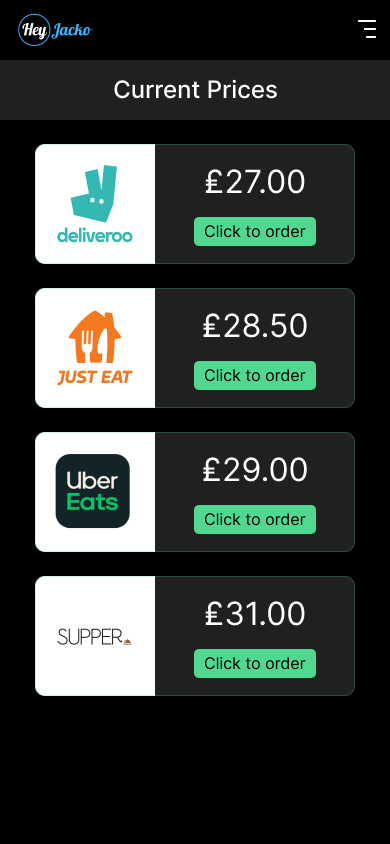 Hey Jacko
Current Prices
deliveroo
₤27.00
Click to order
JUST EAT
₤28.50
Click to order
Uber
Eats
₤29.00
Click to order
SUPPER
₤31.00
Click to order